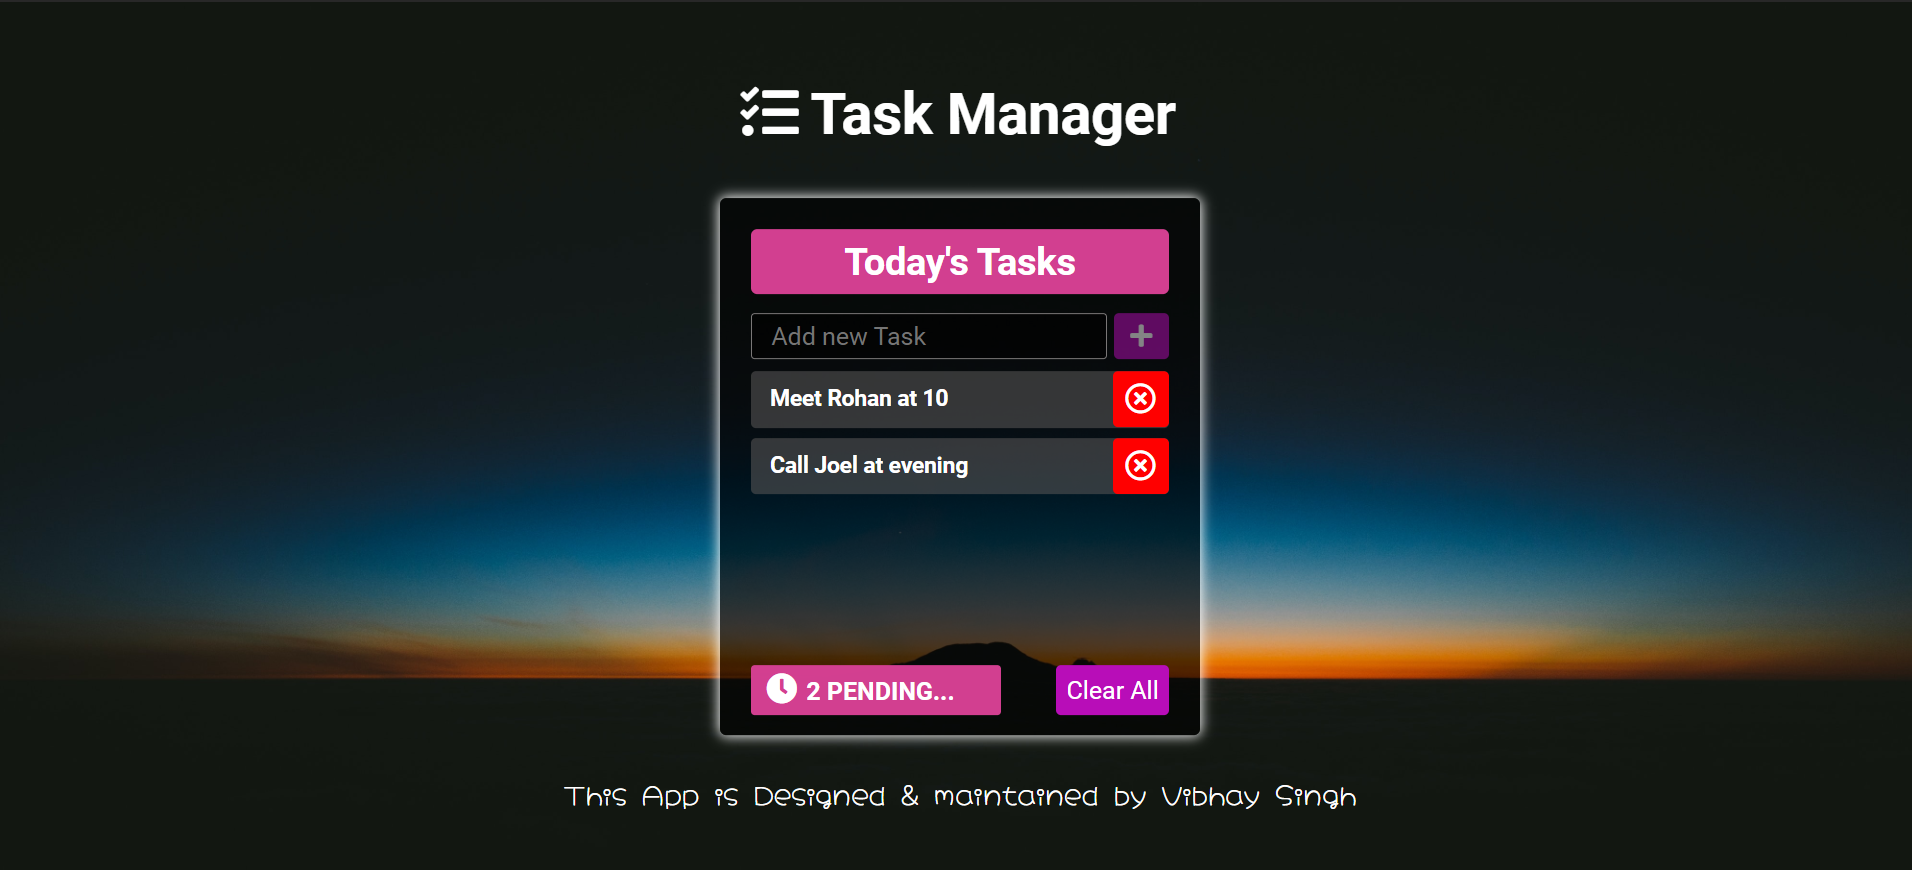 Task Manager
Today's Tasks
Add new Task
Meet Rohan at 10
Call Joel at evening
2 PENDING...
Clear All
This App is Designed & maintained by Vibhay Singh